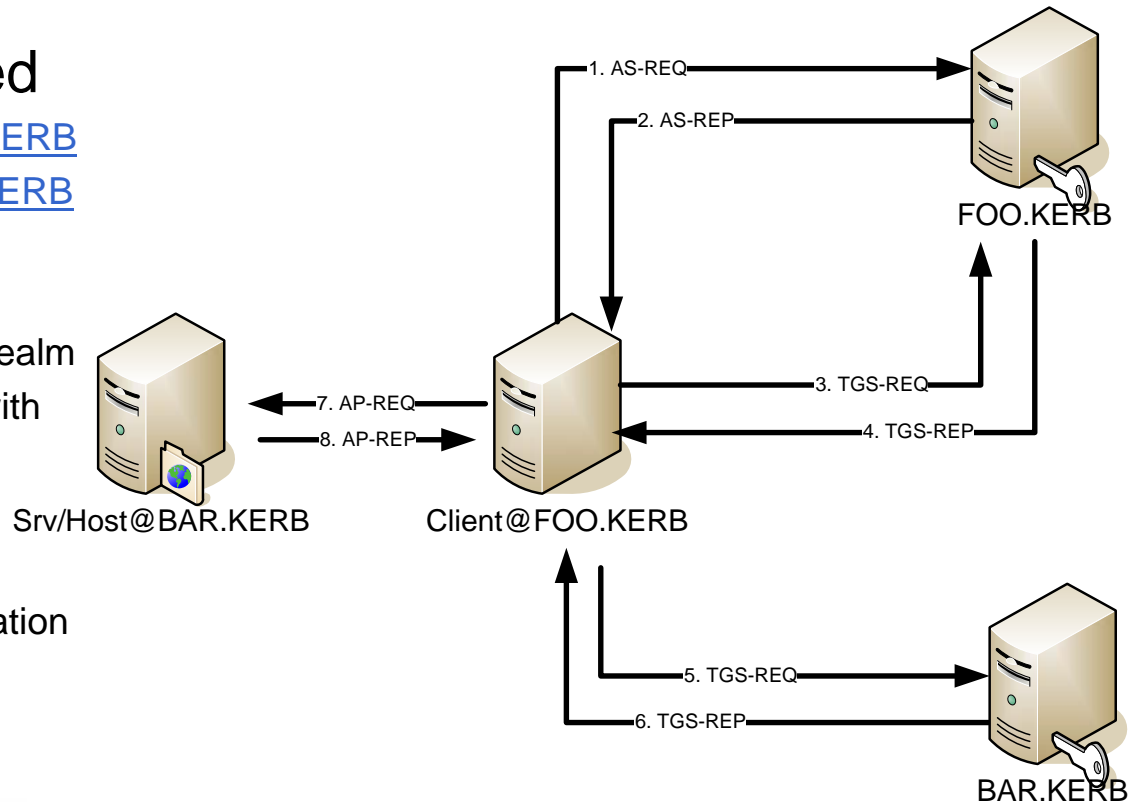 ed
ERB
ERB
ealm
ith
ation
1. AS-REQ
2. AS-REP
FOO.KERB
3. TGS-REQ
4. TGS-REP
7. AP-REQ
8. AP-REP
Srv/Host@BAR.KERB
Client@FOO.KERB
5. TGS-REQ
6. TGS-REP
BAR.KERB